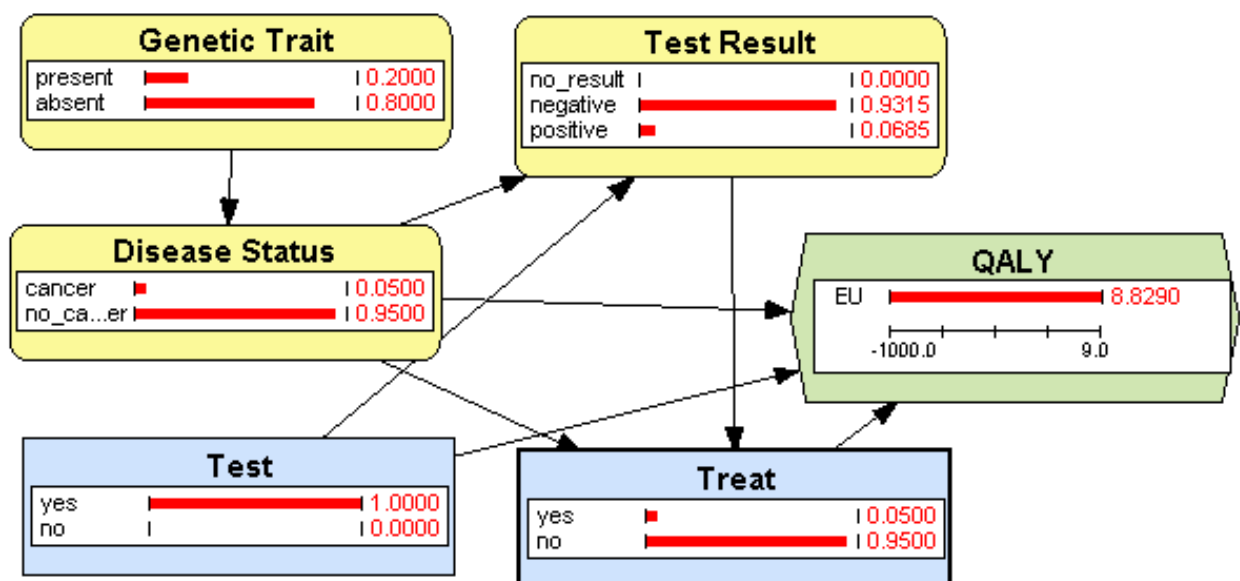 Genetic Trait
present 0.2000
absent 0.8000
Test Result
no_result 0.0000
negative 0.9315
positive 0.0685
Disease Status
cancer 0.0500
no_ca...er 0.9500
QALY
EU 8.8290
-1000.0 9.0
Test
yes 1.0000
no 0.0000
Treat
yes 0.0500
no 0.9500